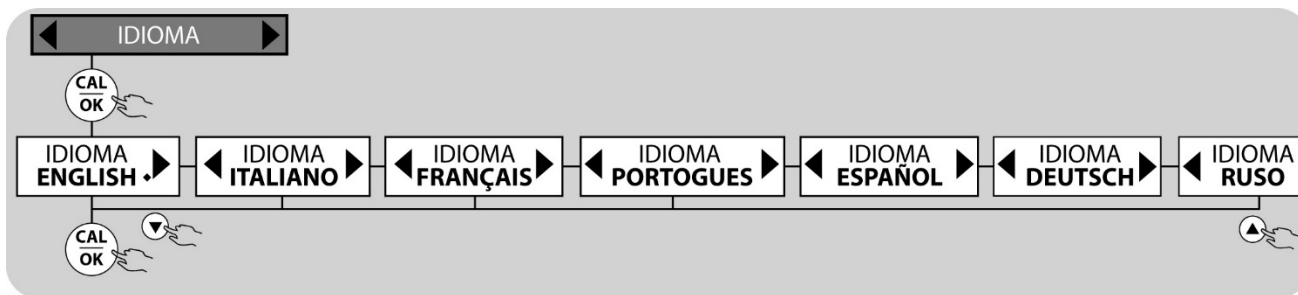 IDIOMA
CAL
OK
IDIOMA
ENGLISH
IDIOMA
ITALIANO
IDIOMA
FRANÇAIS
IDIOMA
PORTOGUES
IDIOMA
ESPAÑOL
IDIOMA
DEUTSCH
IDIOMA
RUSO
CAL
OK